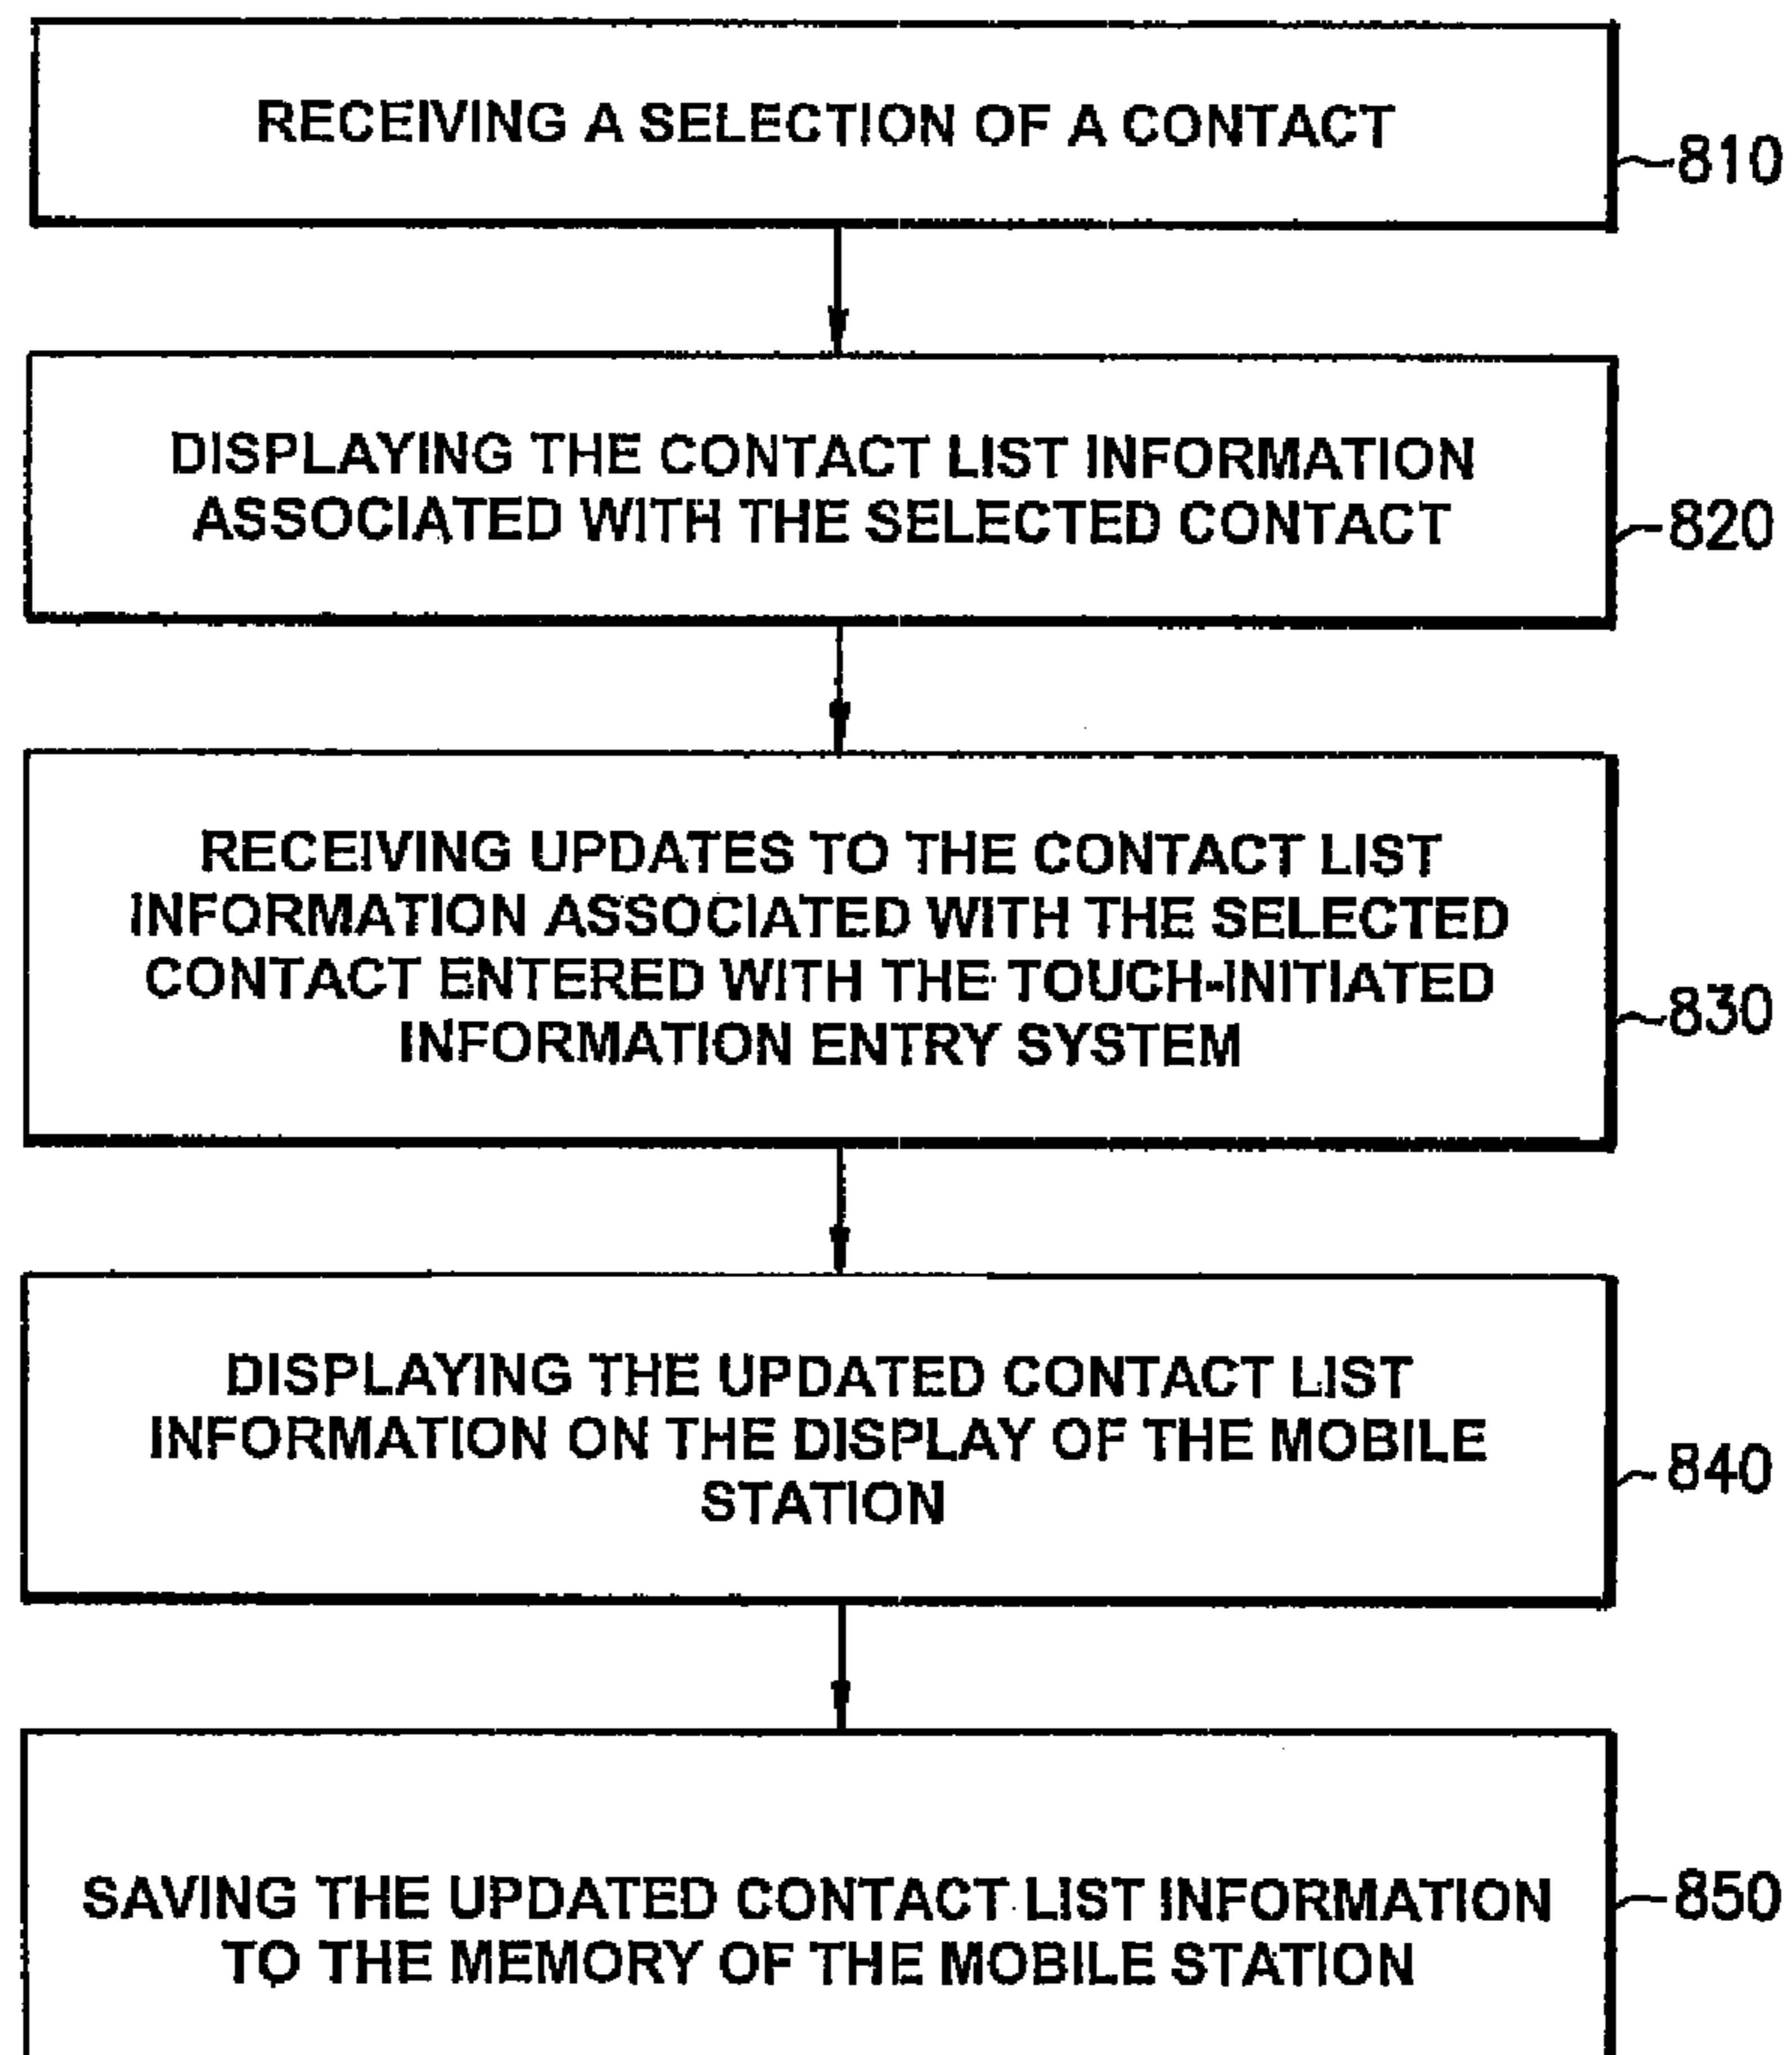 RECEIVING A SELECTION OF A CONTACT
810
DISPLAYING THE CONTACT LIST INFORMATION
ASSOCIATED WITH THE SELECTED CONTACT
820
RECEIVING UPDATES TO THE CONTACT LIST
INFORMATION ASSOCIATED WITH THE SELECTED
CONTACT ENTERED WITH THE TOUCH-INITIATED
INFORMATION ENTRY SYSTEM
830
DISPLAYING THE UPDATED CONTACT LIST
INFORMATION ON THE DISPLAY OF THE MOBILE
STATION
840
SAVING THE UPDATED CONTACT LIST INFORMATION
TO THE MEMORY OF THE MOBILE STATION
850